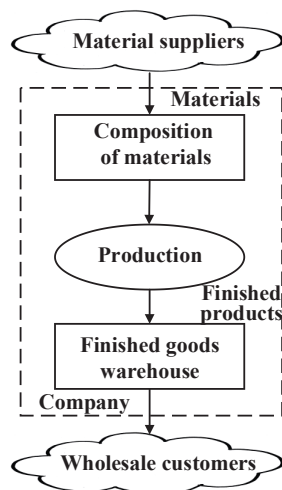 Material suppliers
Materials
Composition
of materials
Production
Finished
products
Finished goods
warehouse
Company
Wholesale customers